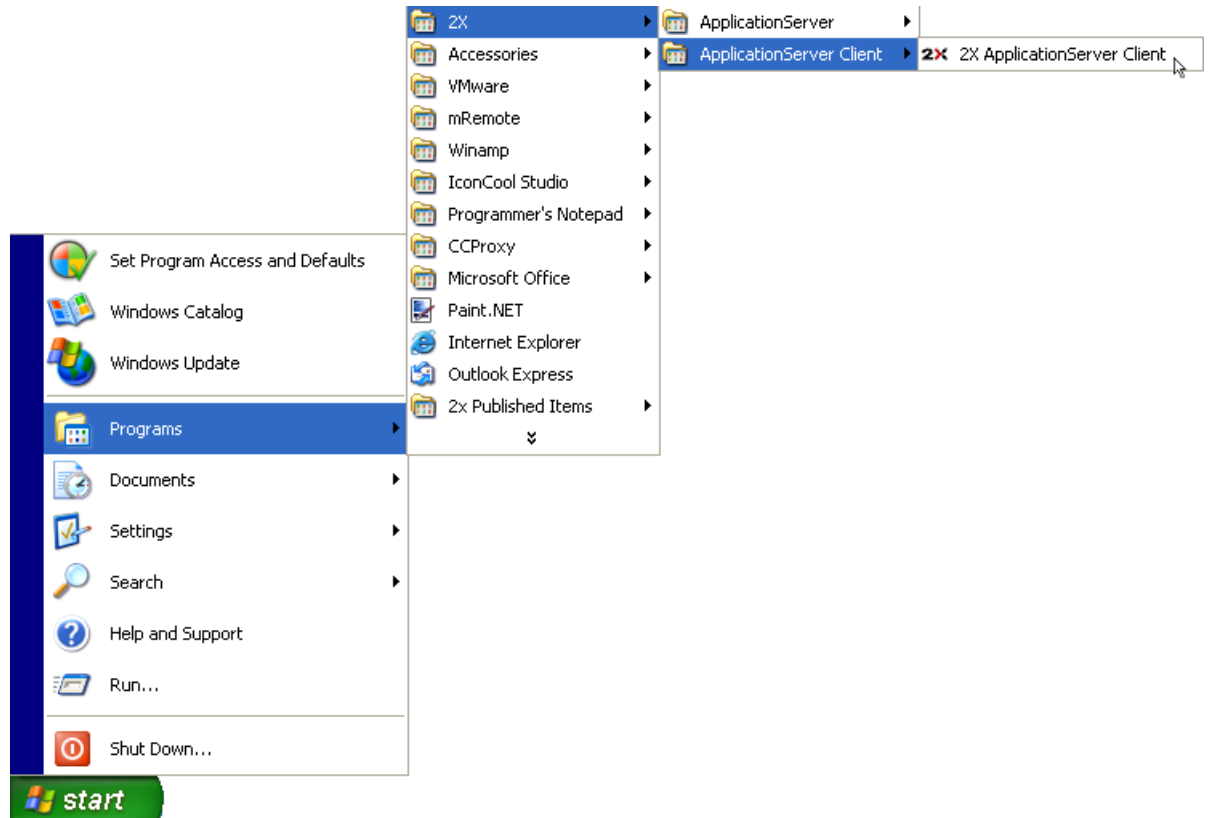 2X
ApplicationServer
Accessories
ApplicationServer Client
2X 2X ApplicationServer Client
VMware
mRemote
Winamp
IconCool Studio
Programmer's Notepad
CCProxy
Microsoft Office
Paint.NET
Internet Explorer
Outlook Express
2x Published Items
Set Program Access and Defaults
Windows Catalog
Windows Update
Programs
Documents
Settings
Search
Help and Support
Run...
Shut Down...
start